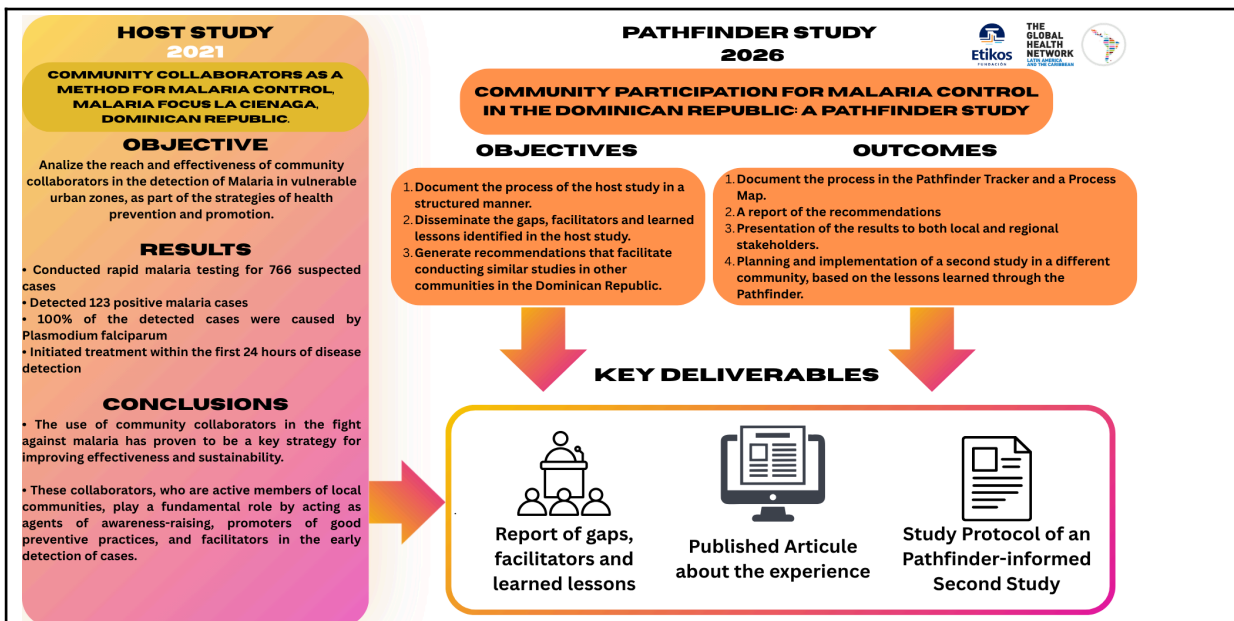 HOST STUDY
2021
COMMUNITY COLLABORATORS AS A
METHOD FOR MALARIA CONTROL,
MALARIA FOCUS LA CIENAGA,
DOMINICAN REPUBLIC.
OBJECTIVE
Analize the reach and effectiveness of community
collaborators in the detection of Malaria in vulnerable
urban zones, as part of the strategies of health
prevention and promotion.
RESULTS
• Conducted rapid malaria testing for 766 suspected
cases
• Detected 123 positive malaria cases
• 100% of the detected cases were caused by
Plasmodium falciparum
• Initiated treatment within the first 24 hours of disease
detection
CONCLUSIONS
• The use of community collaborators in the fight
against malaria has proven to be a key strategy for
improving effectiveness and sustainability.
• These collaborators, who are active members of local
communities, play a fundamental role by acting as
agents of awareness-raising, promoters of good
preventive practices, and facilitators in the early
detection of cases.
PATHFINDER STUDY
2026
Etikos
FUNDACIÓN
THE
GLOBAL
HEALTH
NETWORK
LATIN AMERICA
AND THE CARIBBEAN
COMMUNITY PARTICIPATION FOR MALARIA CONTROL
IN THE DOMINICAN REPUBLIC: A PATHFINDER STUDY
OBJECTIVES
1. Document the process of the host study in a
structured manner.
2. Disseminate the gaps, facilitators and learned
lessons identified in the host study.
3. Generate recommendations that facilitate
conducting similar studies in other
communities in the Dominican Republic.
OUTCOMES
1. Document the process in the Pathfinder Tracker and a Process
Map.
2. A report of the recommendations
3. Presentation of the results to both local and regional
stakeholders.
4. Planning and implementation of a second study in a different
community, based on the lessons learned through the
Pathfinder.
KEY DELIVERABLES
Report of gaps,
facilitators and
learned lessons
Published Articule
about the experience
Study Protocol of an
Pathfinder-informed
Second Study